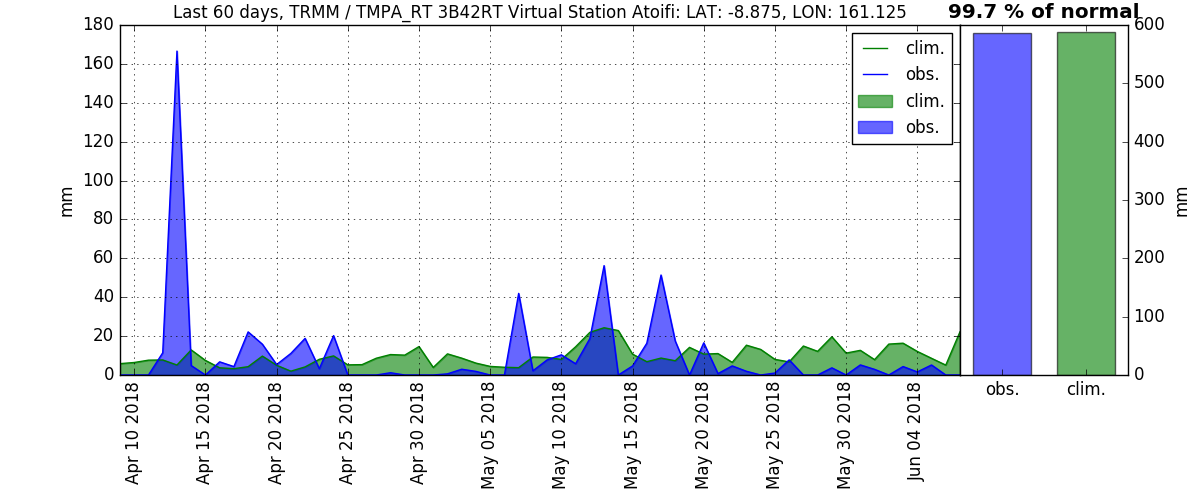 Last 60 days, TRMM / TMPA_RT 3B42RT Virtual Station Atoifi: LAT: -8.875, LON: 161.125
99.7 % of normal
180
160
140
120
100
80
60
40
20
0
mm
clim.
obs.
clim.
obs.
Apr 10 2018
Apr 15 2018
Apr 20 2018
Apr 25 2018
Apr 30 2018
May 05 2018
May 10 2018
May 15 2018
May 20 2018
May 25 2018
May 30 2018
Jun 04 2018
600
500
400
300
200
100
0
mm
obs.
clim.